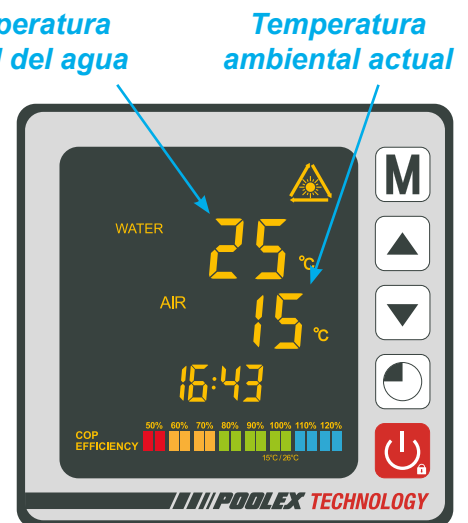 Temperatura
ambiental actual
del agua
M
WATER 25 °C
AIR 15 °C
16:43
50% 60% 70% 80% 90% 100% 110% 120%
COP
EFFICIENCY
15°C / 26°C
POOLEX TECHNOLOGY